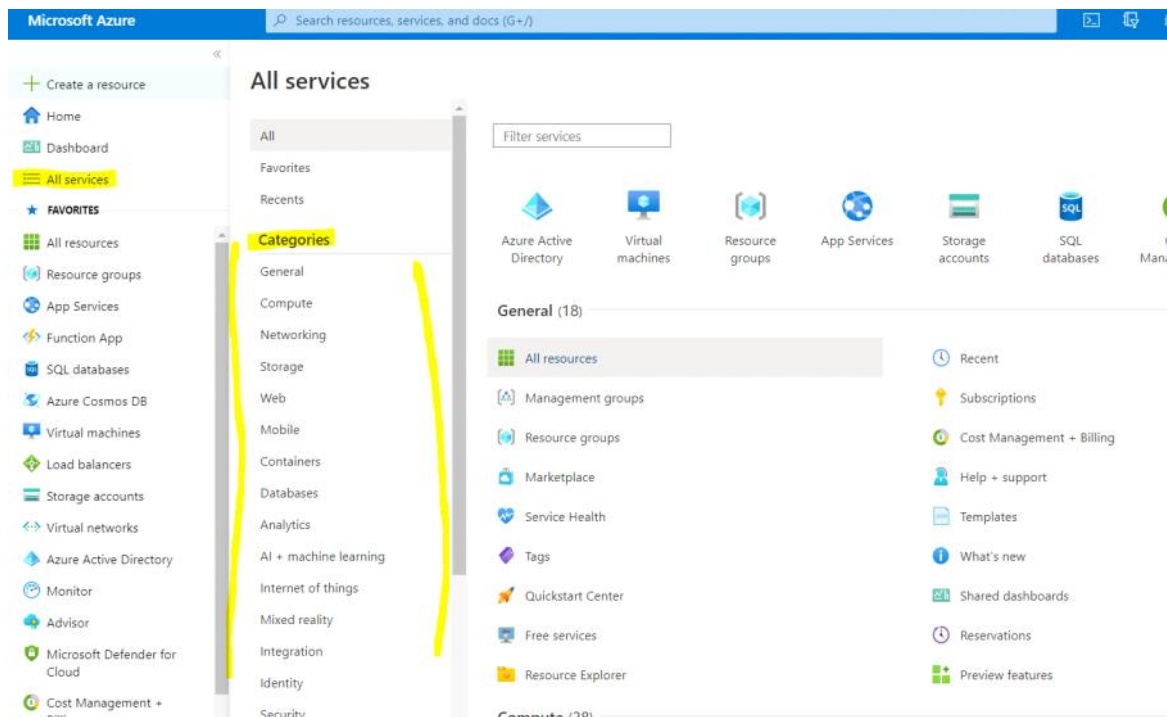 Microsoft Azure
Search resources, services, and docs (G+/)
Create a resource
Home
Dashboard
All services
FAVORITES
All resources
Resource groups
App Services
Function App
SQL databases
Azure Cosmos DB
Virtual machines
Load balancers
Storage accounts
Virtual networks
Azure Active Directory
Monitor
Advisor
Microsoft Defender for
Cloud
Cost Management +
All services
All
Favorites
Recents
Categories
General
Compute
Networking
Storage
Web
Mobile
Containers
Databases
Analytics
AI + machine learning
Internet of things
Mixed reality
Integration
Identity
Security
Filter services
Azure Active
Directory
Virtual
machines
Resource
groups
App Services
Storage
accounts
SQL
SQL
databases
General (18)
All resources
Management groups
Resource groups
Marketplace
Service Health
Tags
Quickstart Center
Free services
Resource Explorer
Recent
Subscriptions
Cost Management + Billing
Help + support
Templates
What's new
Shared dashboards
Reservations
Preview features